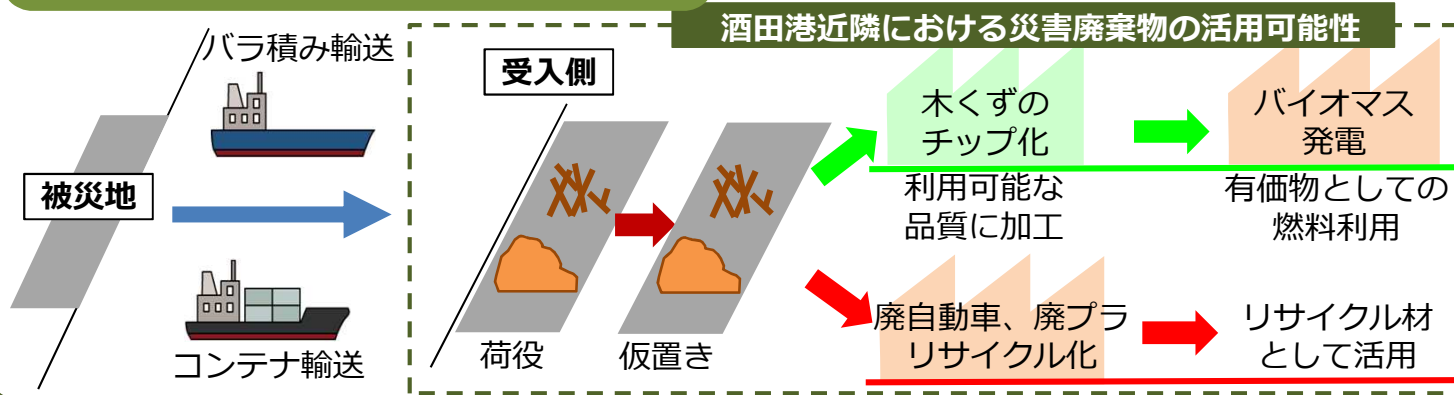 酒田港近隣における災害廃棄物の活用可能性
バラ積み輸送
被災地
コンテナ輸送
受入側
荷役
仮置き
木くずの
チップ化
利用可能な
品質に加工
バイオマス
発電
有価物としての
燃料利用
廃自動車、廃プラ
リサイクル化
リサイクル材
として活用